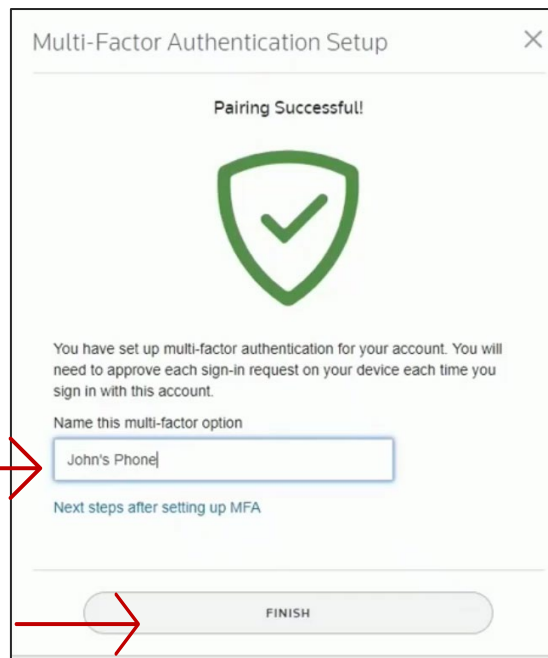 Multi-Factor Authentication Setup
Pairing Successful!
You have set up multi-factor authentication for your account. You will
need to approve each sign-in request on your device each time you
sign in with this account.
Name this multi-factor option
John's Phone
Next steps after setting up MFA
FINISH